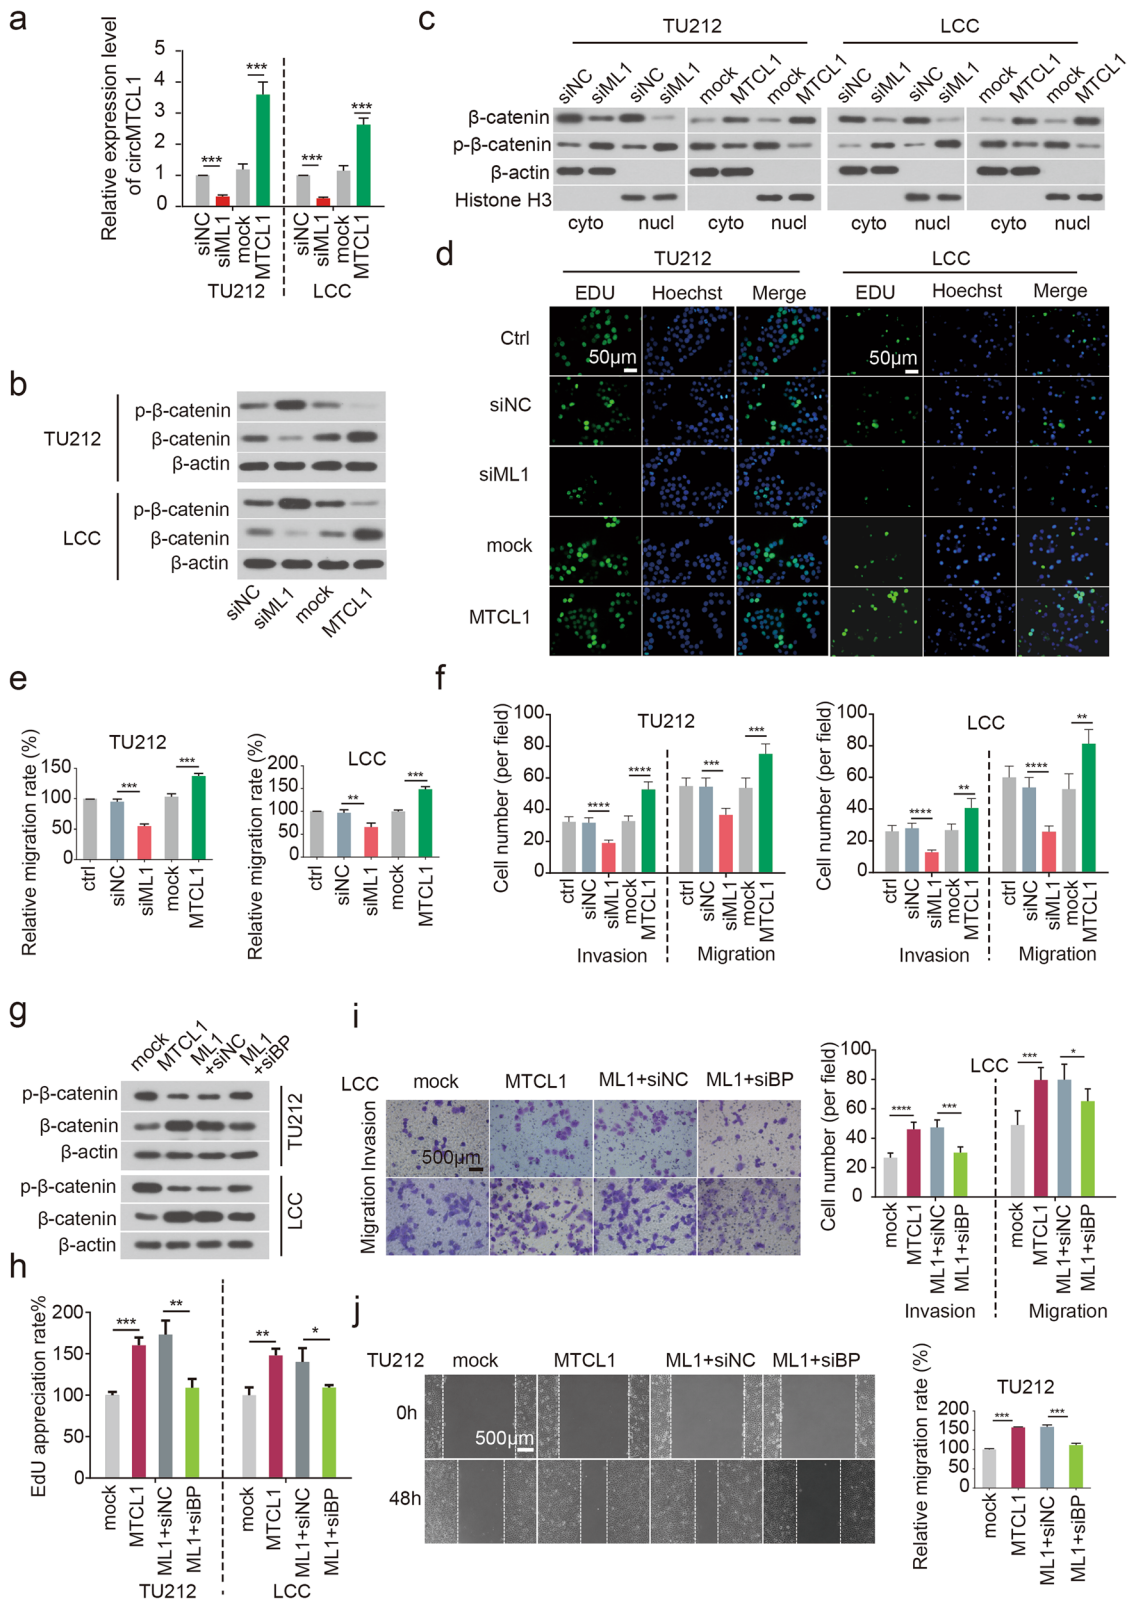 a
Relative expression level
of circMTCL1
5
4
3
2
1
0
***
***
***
***
siNC
siML1
mock
MTCL1
siNC
siML1
mock
MTCL1
TU212
LCC
b
TU212
p-β-catenin
β-catenin
β-actin
LCC
p-β-catenin
β-catenin
β-actin
siNC
siML1
mock
MTCL1
c
TU212
LCC
siNC
siML1
siNC
siML1
mock
MTCL1
mock
MTCL1
siNC
siML1
siNC
siML1
mock
MTCL1
mock
MTCL1
β-catenin
p-β-catenin
β-actin
Histone H3
cyto
nucl
cyto
nucl
cyto
nucl
cyto
nucl
d
TU212
LCC
EDU
Hoechst
Merge
EDU
Hoechst
Merge
Ctrl
50μm
50μm
siNC
siML1
mock
MTCL1
e
Relative migration rate (%)
TU212
150
100
50
0
***
***
ctrl
siNC
siML1
mock
MTCL1
Relative migration rate (%)
LCC
200
150
100
50
0
**
***
ctrl
siNC
siML1
mock
MTCL1
f
Cell number (per field)
TU212
100
80
60
40
20
0
****
****
***
***
ctrl
siNC
siML1
mock
MTCL1
ctrl
siNC
siML1
mock
MTCL1
Invasion
Migration
Cell number (per field)
LCC
100
80
60
40
20
0
****
**
****
**
ctrl
siNC
siML1
mock
MTCL1
ctrl
siNC
siML1
mock
MTCL1
Invasion
Migration
g
mock
MTCL1
ML1
+siNC
ML1
+siBP
p-β-catenin
β-catenin
β-actin
TU212
p-β-catenin
β-catenin
β-actin
LCC
h
EdU appreciation rate%
200
150
100
50
0
***
**
**
*
mock
MTCL1
ML1+siNC
ML1+siBP
mock
MTCL1
ML1+siNC
ML1+siBP
TU212
LCC
i
LCC
mock
MTCL1
ML1+siNC
ML1+siBP
Migration Invasion
500μm
Cell number (per field)
LCC
100
80
60
40
20
0
****
***
***
*
mock
MTCL1
ML1+siNC
ML1+siBP
mock
MTCL1
ML1+siNC
ML1+siBP
Invasion
Migration
j
TU212
mock
MTCL1
ML1+siNC
ML1+siBP
0h
500μm
48h
Relative migration rate (%)
TU212
200
150
100
50
0
***
***
mock
MTCL1
ML1+siNC
ML1+siBP